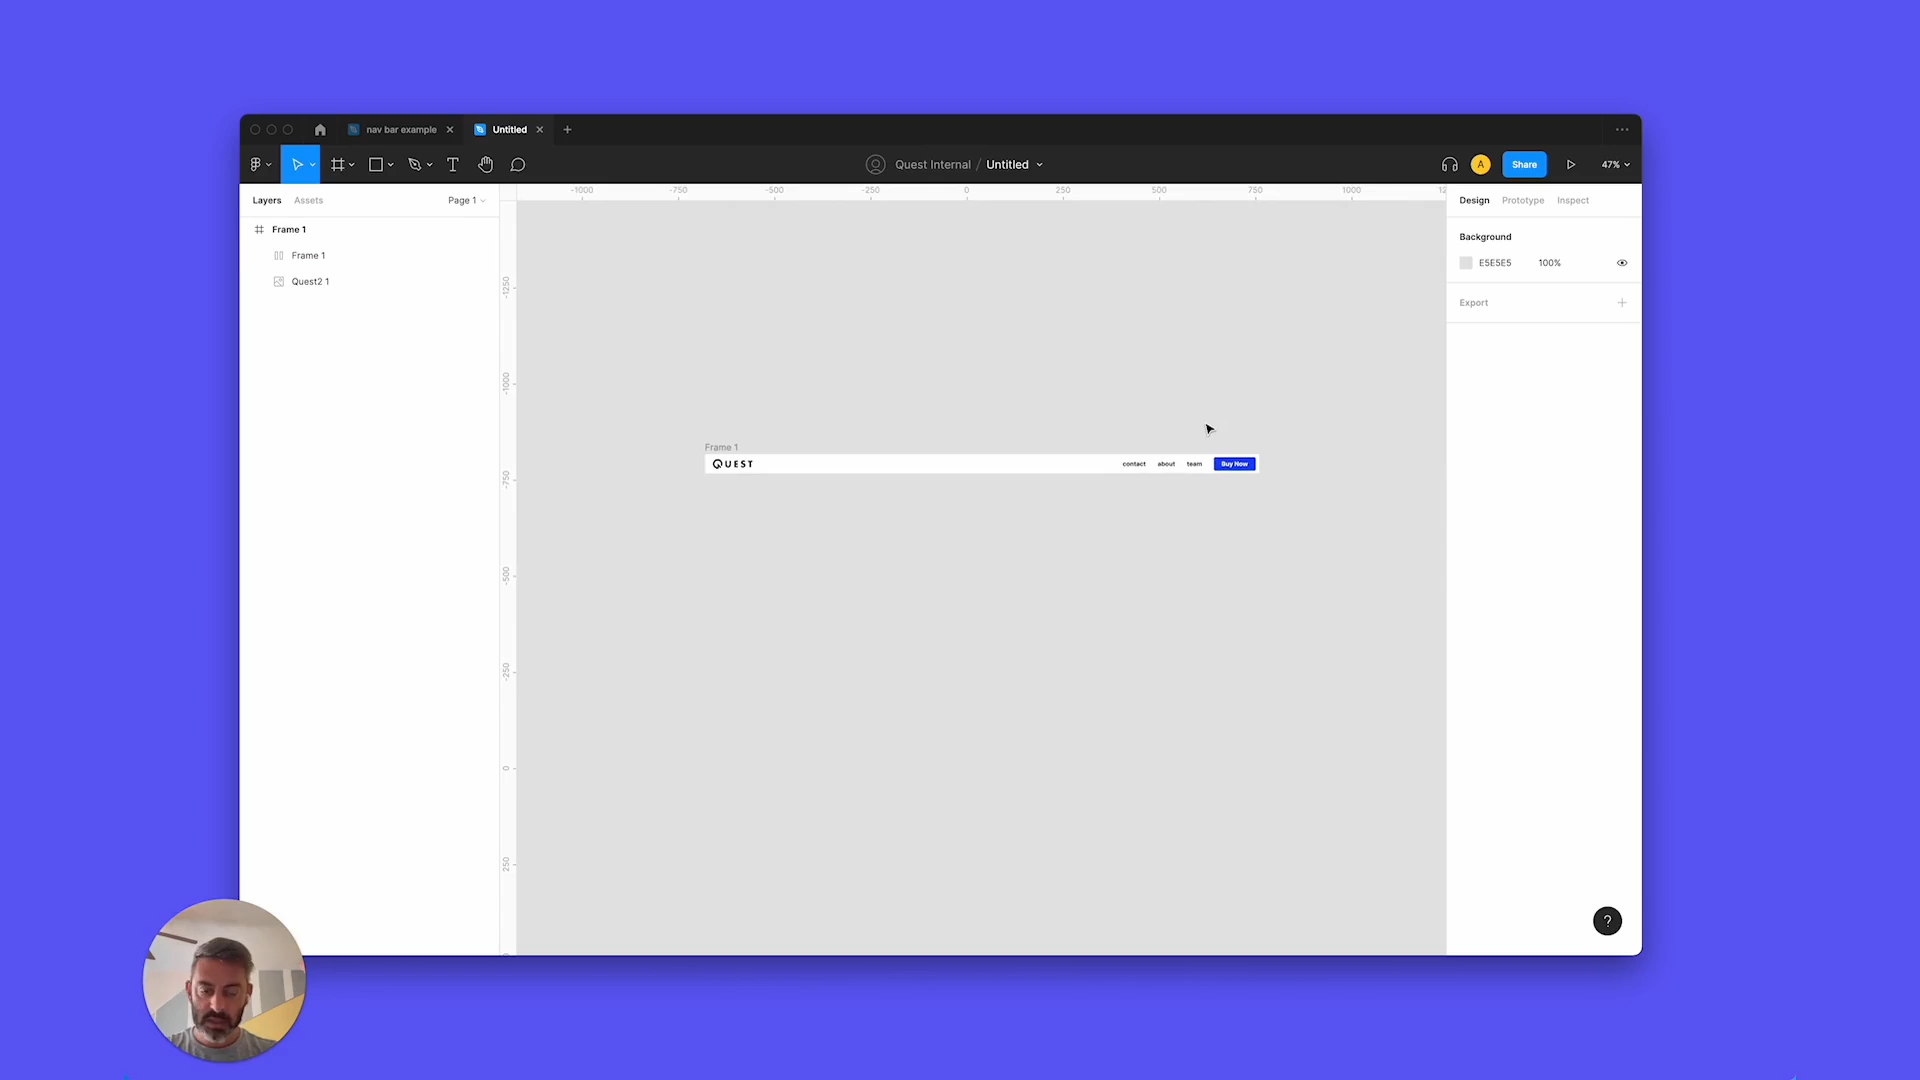 nav bar example
Untitled
Quest Internal / Untitled
A
Share
47%
Layers
Assets
Page 1
-1000
-750
-500
-250
0
250
500
750
1000
Design
Prototype
Inspect
Frame 1
Frame 1
Quest2 1
Background
E5E5E5
100%
Export
-1250
-1000
-750
-500
-250
0
250
Frame 1
QUEST
contact
about
team
Buy Now
?